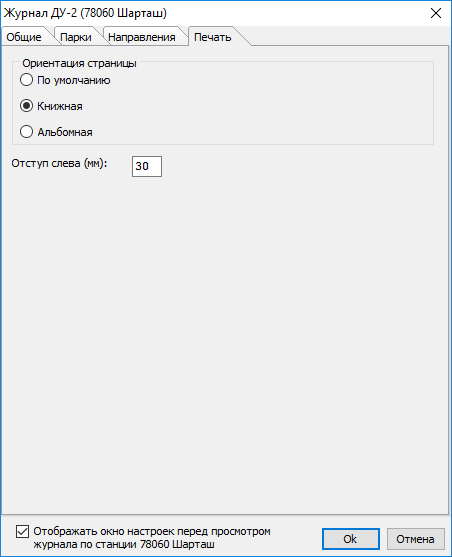 Журнал ДУ-2 (78060 Шарташ)
Общие Парки Направления Печать
Ориентация страницы
По умолчанию
Книжная
Альбомная
Отступ слева (мм): 30
Отображать окно настроек перед просмотром
журнала по станции 78060 Шарташ
Ok Отмена